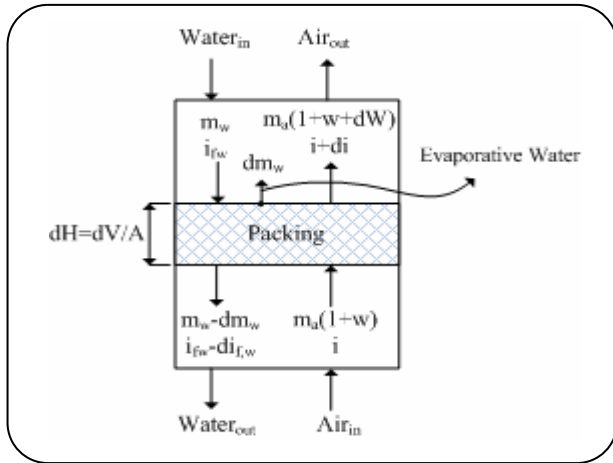 Water_in Air_out
m_w m_a(1+w+dW)
i_fw i+di
dm_w
Evaporative Water
dH=dV/A Packing
m_w-dm_w m_a(1+w)
i_fw-di_f,w i
Water_out Air_in